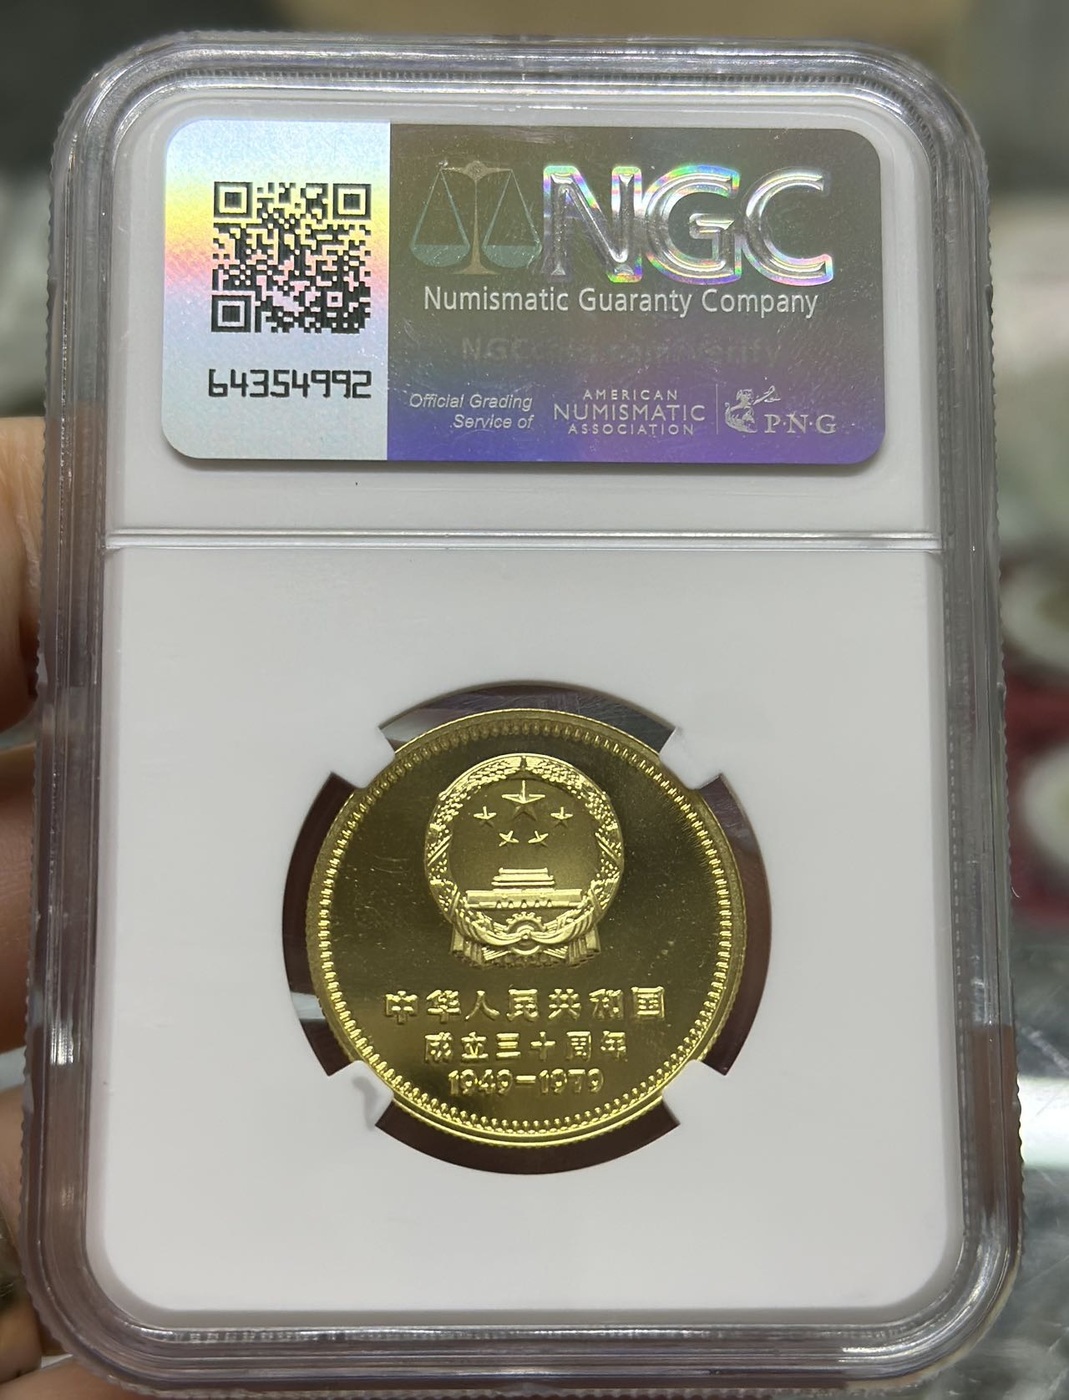 NGC
Numismatic Guaranty Company
64354992
Official Grading
Service of
AMERICAN
NUMISMATIC
ASSOCIATION
P·N·G
中华人民共和国
成立三十周年
1949-1979